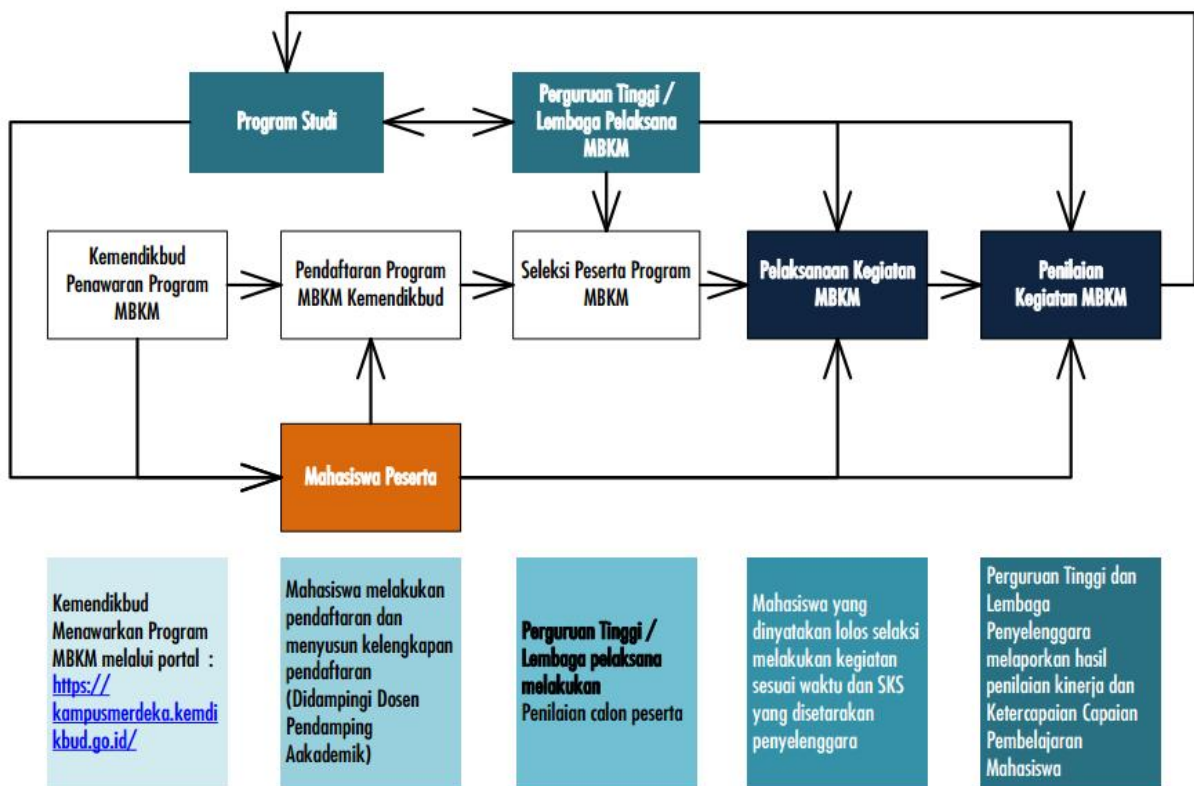 Program Studi
Perguruan Tinggi /
Lembaga Pelaksana
MBKM
Kemendikbud
Penawaran Program
MBKM
Pendaftaran Program
MBKM Kemendikbud
Seleksi Peserta Program
MBKM
Pelaksanaan Kegiatan
MBKM
Penilaian
Kegiatan MBKM
Mahasiswa Peserta
Kemendikbud
Menawarkan Program
MBKM melalui portal :
https://
kampusmerdeka.kemdi
kbud.go.id/
Mahasiswa melakukan
pendaftaran dan
menyusun kelengkapan
pendaftaran
(Didampingi Dosen
Pendamping
Aakademik)
Perguruan Tinggi /
Lembaga pelaksana
melakukan
Penilaian calon peserta
Mahasiswa yang
dinyatakan lolos selaksi
melakukan kegiatan
sesuai waktu dan SKS
yang disetarakan
penyelenggara
Perguruan Tinggi dan
Lembaga
Penyelenggara
melaporkan hasil
penilaian kinerja dan
Ketercapaian Capaian
Pembelajaran
Mahasiswa